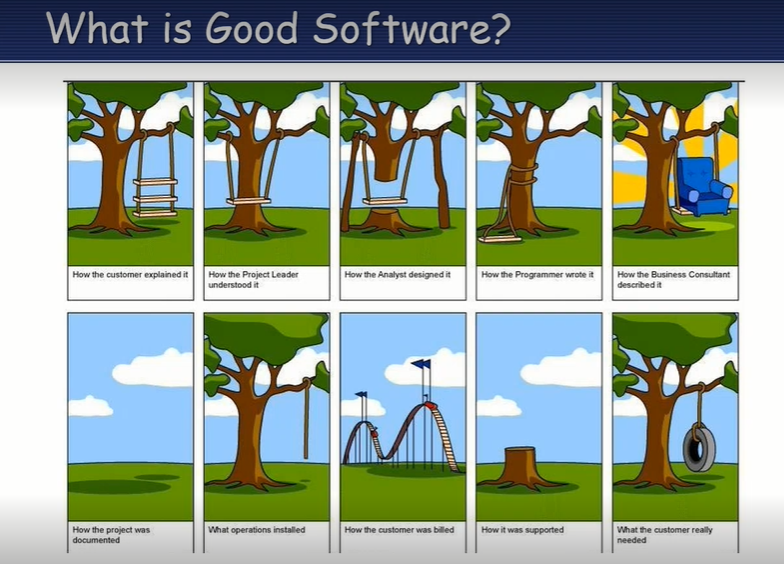 What is Good Software?
How the customer explained it
How the Project Leader
understood it
How the Analyst designed it
How the Programmer wrote it
How the Business Consultant
described it
How the project was
documented
What operations installed
How the customer was billed
How it was supported
What the customer really
needed